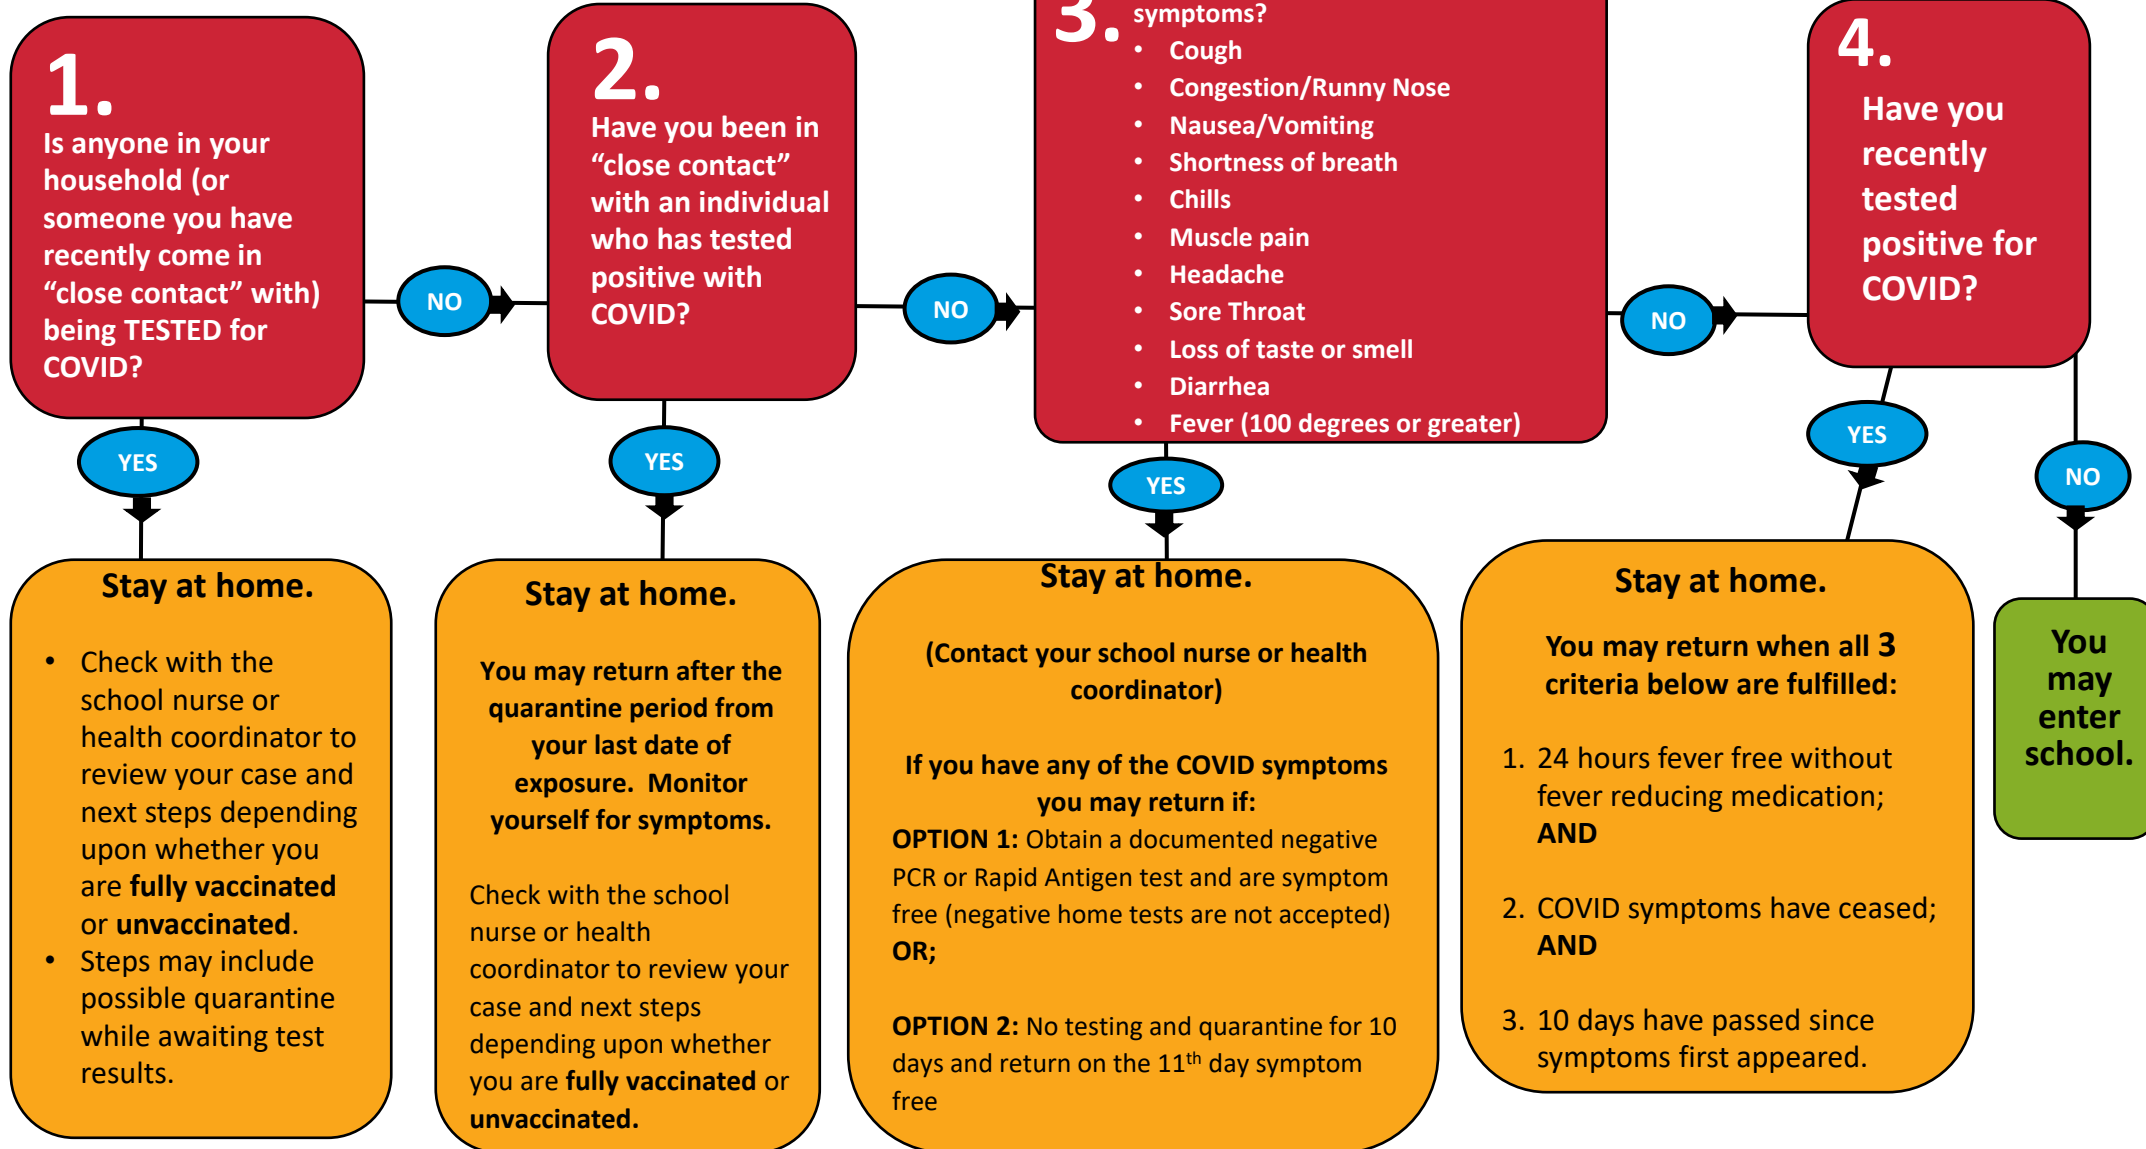 1.
Is anyone in your
household (or
someone you have
recently come in
“close contact” with)
being TESTED for
COVID?
NO
YES
Stay at home.
• Check with the
school nurse or
health coordinator to
review your case and
next steps depending
upon whether you
are fully vaccinated
or unvaccinated.
• Steps may include
possible quarantine
while awaiting test
results.
2.
Have you been in
“close contact”
with an individual
who has tested
positive with
COVID?
NO
YES
Stay at home.
You may return after the
quarantine period from
your last date of
exposure.  Monitor
yourself for symptoms.
Check with the school
nurse or health
coordinator to review your
case and next steps
depending upon whether
you are fully vaccinated or
unvaccinated.
3.
symptoms?
• Cough
• Congestion/Runny Nose
• Nausea/Vomiting
• Shortness of breath
• Chills
• Muscle pain
• Headache
• Sore Throat
• Loss of taste or smell
• Diarrhea
• Fever (100 degrees or greater)
NO
YES
Stay at home.
(Contact your school nurse or health
coordinator)
If you have any of the COVID symptoms
you may return if:
OPTION 1: Obtain a documented negative
PCR or Rapid Antigen test and are symptom
free (negative home tests are not accepted)
OR;
OPTION 2: No testing and quarantine for 10
days and return on the 11th day symptom
free
4.
Have you
recently
tested
positive for
COVID?
YES
NO
Stay at home.
You may return when all 3
criteria below are fulfilled:
1. 24 hours fever free without
fever reducing medication;
AND
2. COVID symptoms have ceased;
AND
3. 10 days have passed since
symptoms first appeared.
You
may
enter
school.